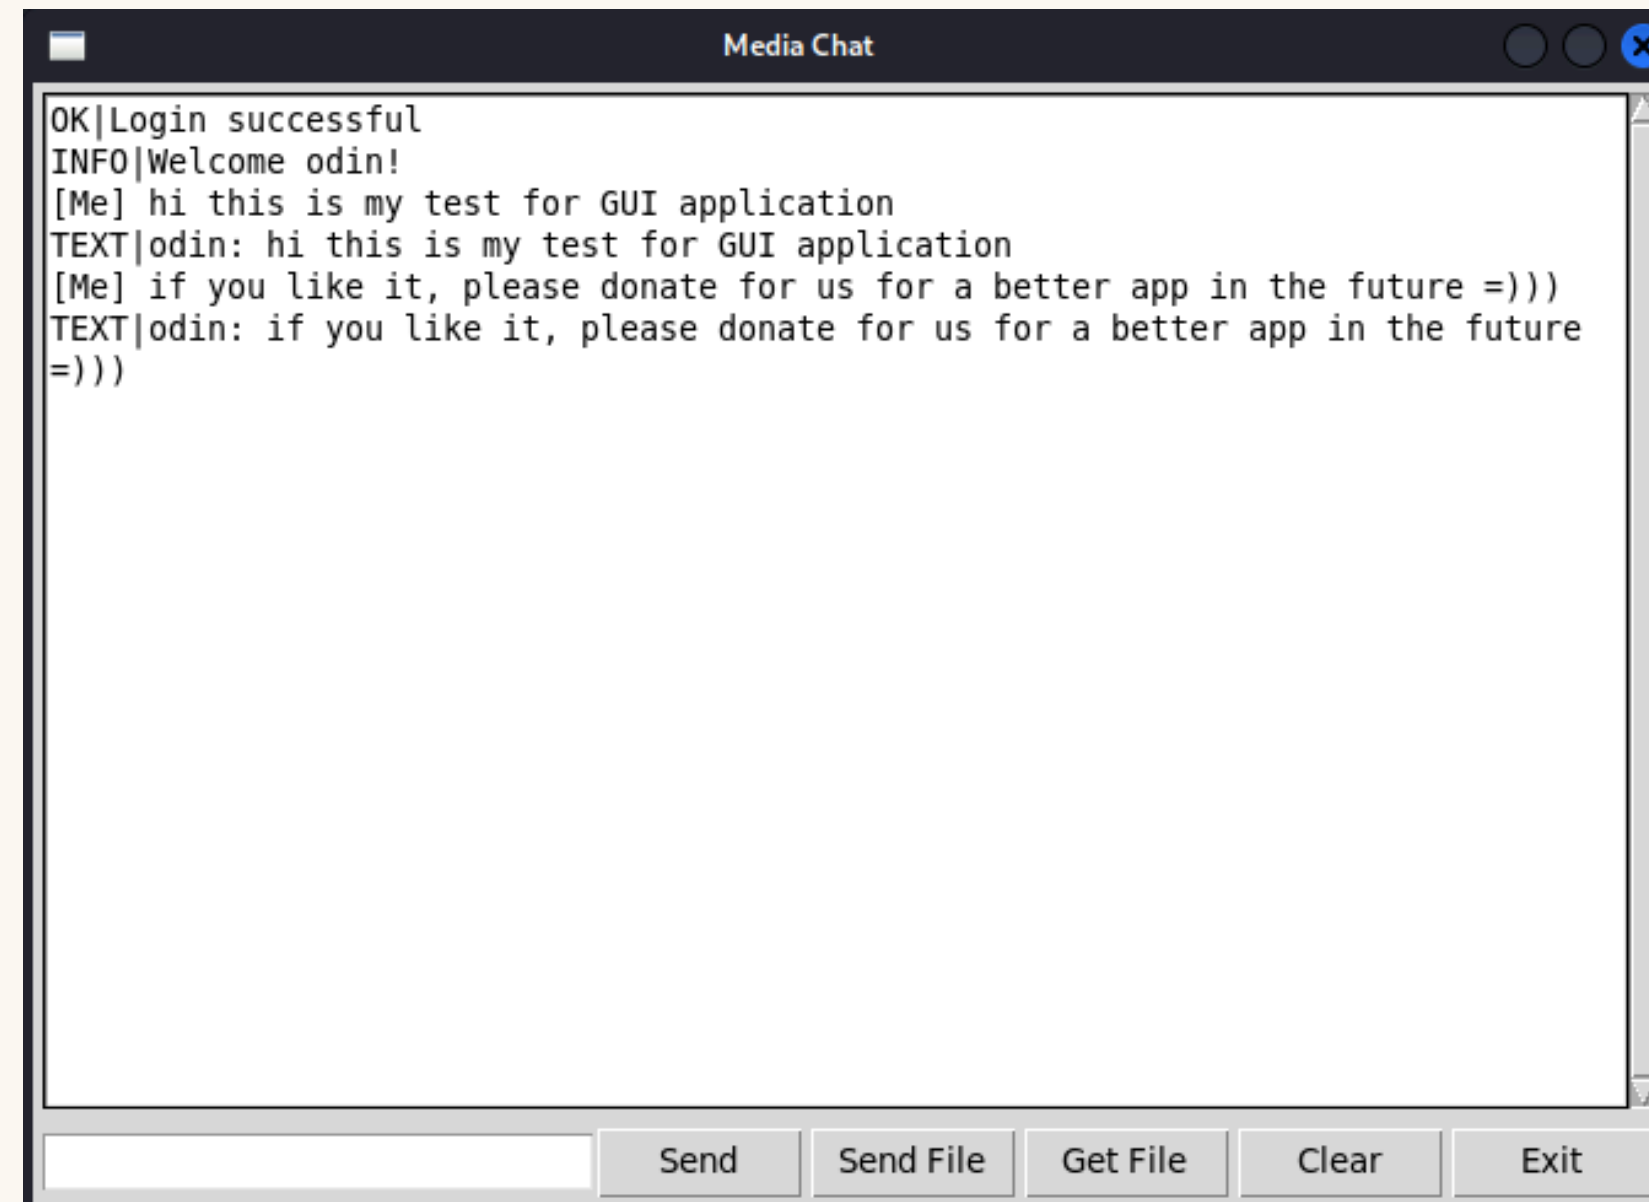 Media Chat
OK|Login successful
INFO|Welcome odin!
[Me] hi this is my test for GUI application
TEXT|odin: hi this is my test for GUI application
[Me] if you like it, please donate for us for a better app in the future =)))
TEXT|odin: if you like it, please donate for us for a better app in the future
=)))
Send
Send File
Get File
Clear
Exit